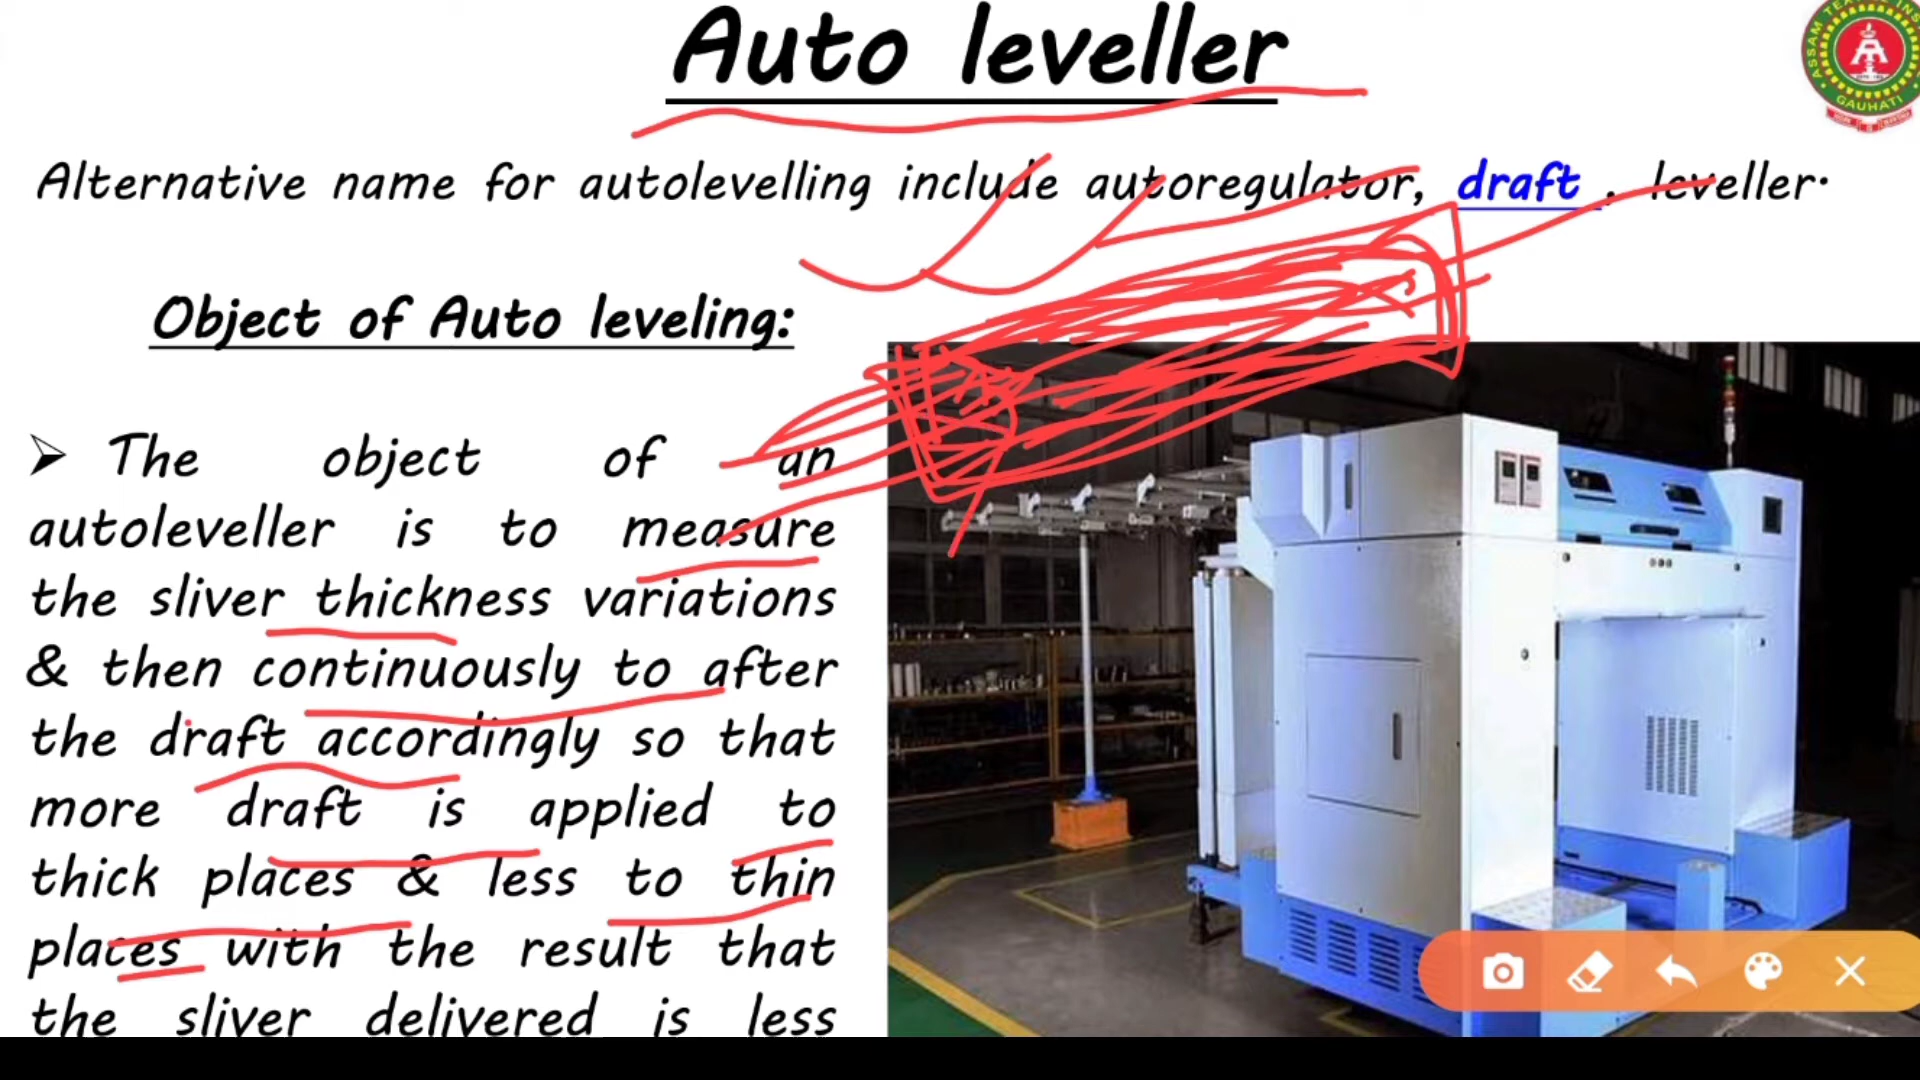 Auto leveller
Alternative name for autolevelling include autoregulator, draft , leveller.
Object of Auto leveling:
➢ The object of an
autoleveller is to measure
the sliver thickness variations
& then continuously to after
the draft accordingly so that
more draft is applied to
thick places & less to thin
places with the result that
the sliver delivered is less
GAUHATI